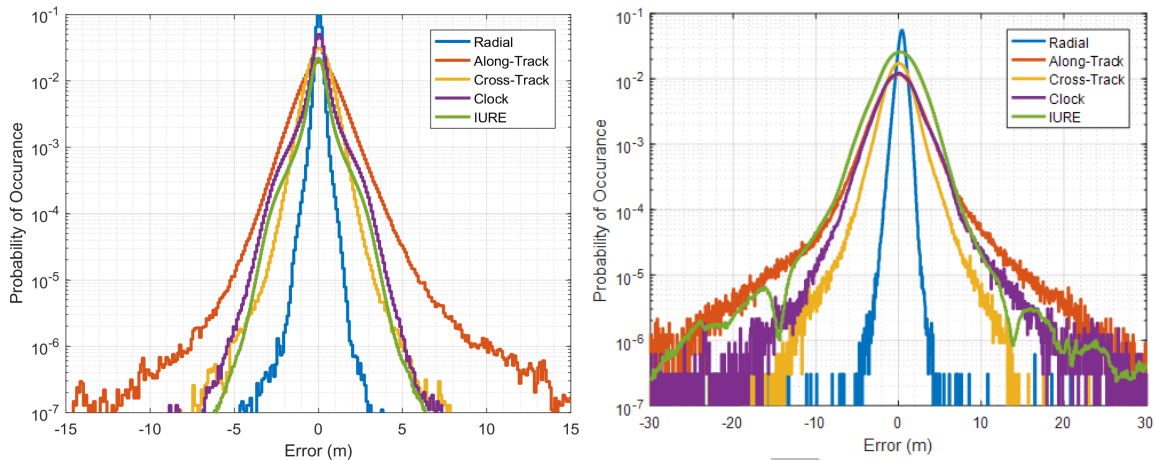 10^-1
10^-2
10^-3
10^-4
10^-5
10^-6
10^-7
Probability of Occurance
-15
-10
-5
0
5
10
15
Error (m)
Radial
Along-Track
Cross-Track
Clock
IURE
10^-1
10^-2
10^-3
10^-4
10^-5
10^-6
10^-7
Probability of Occurance
-30
-20
-10
0
10
20
30
Error (m)
Radial
Along-Track
Cross-Track
Clock
IURE